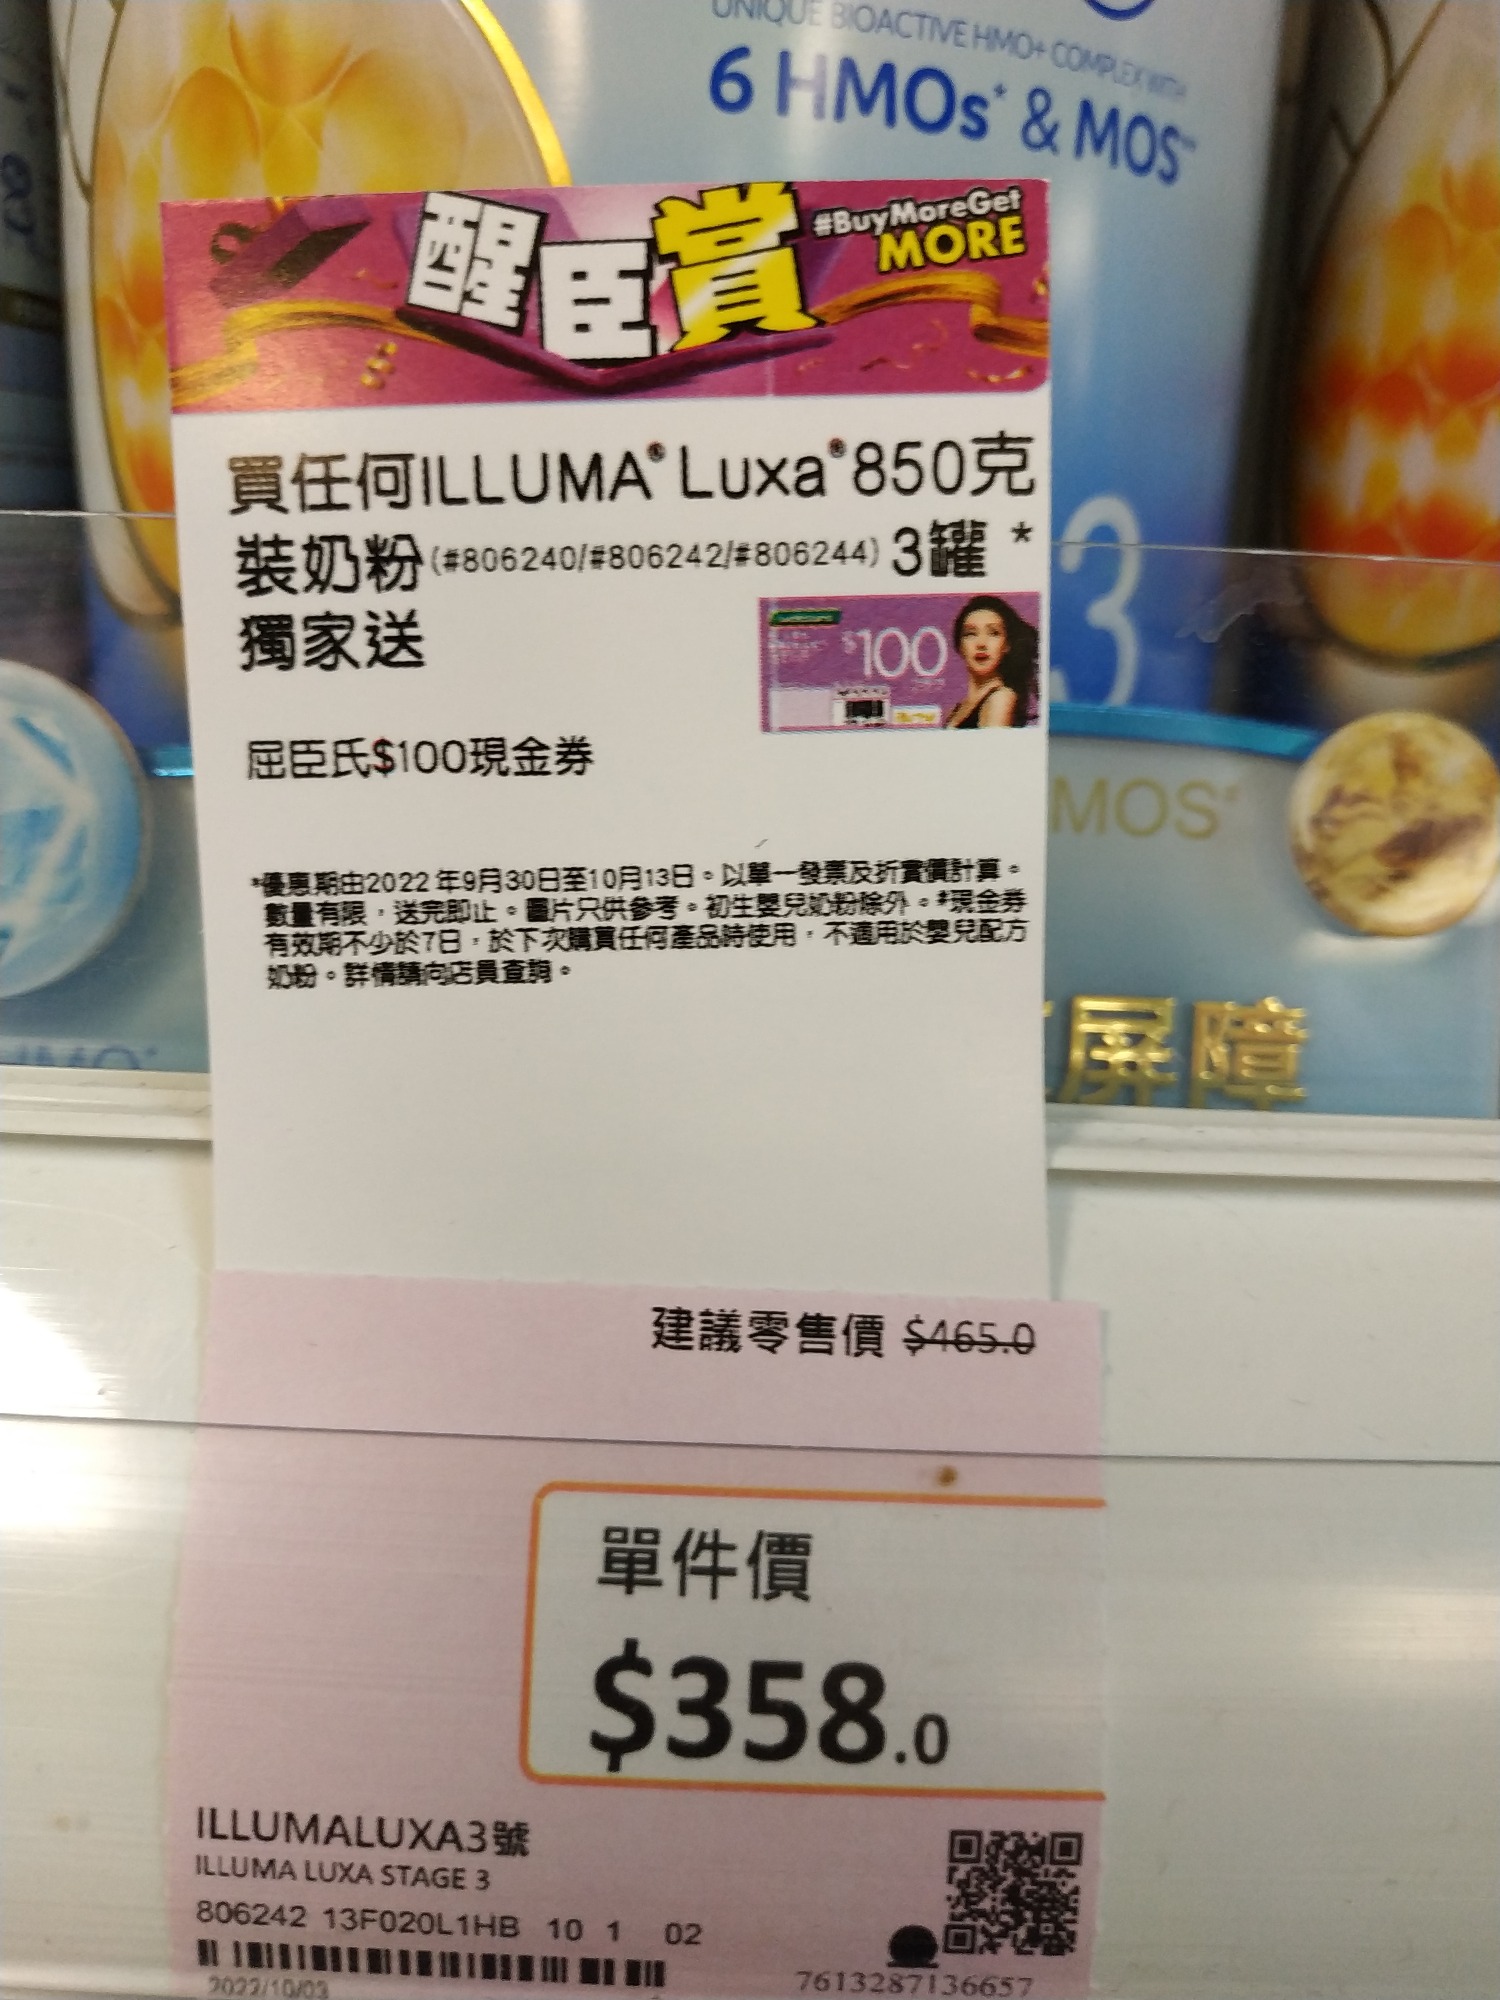 UNIQUE BIOACTIVE HMO+ COMPLEX WITH
6 HMOs* & MOS**
醒臣賞
#BuyMoreGet
MORE
買任何ILLUMA® Luxa®850克
裝奶粉(#806240/#806242/#806244) 3罐 *
獨家送
$100
屈臣氏$100現金券
3
MOS‡
*優惠期由2022年9月30日至10月13日。以單一發票及折實價計算。
數量有限，送完即止。圖片只供參考。初生嬰兒奶粉除外。*現金券
有效期不少於7日，於下次購買任何產品時使用，不適用於嬰兒配方
奶粉。詳情請向店員查詢。
屏障
建議零售價 $465.0
單件價
$358.0
ILLUMALUXA3號
ILLUMA LUXA STAGE 3
806242 13F020L1HB 10 1 02
2022/10/03
7613287136657